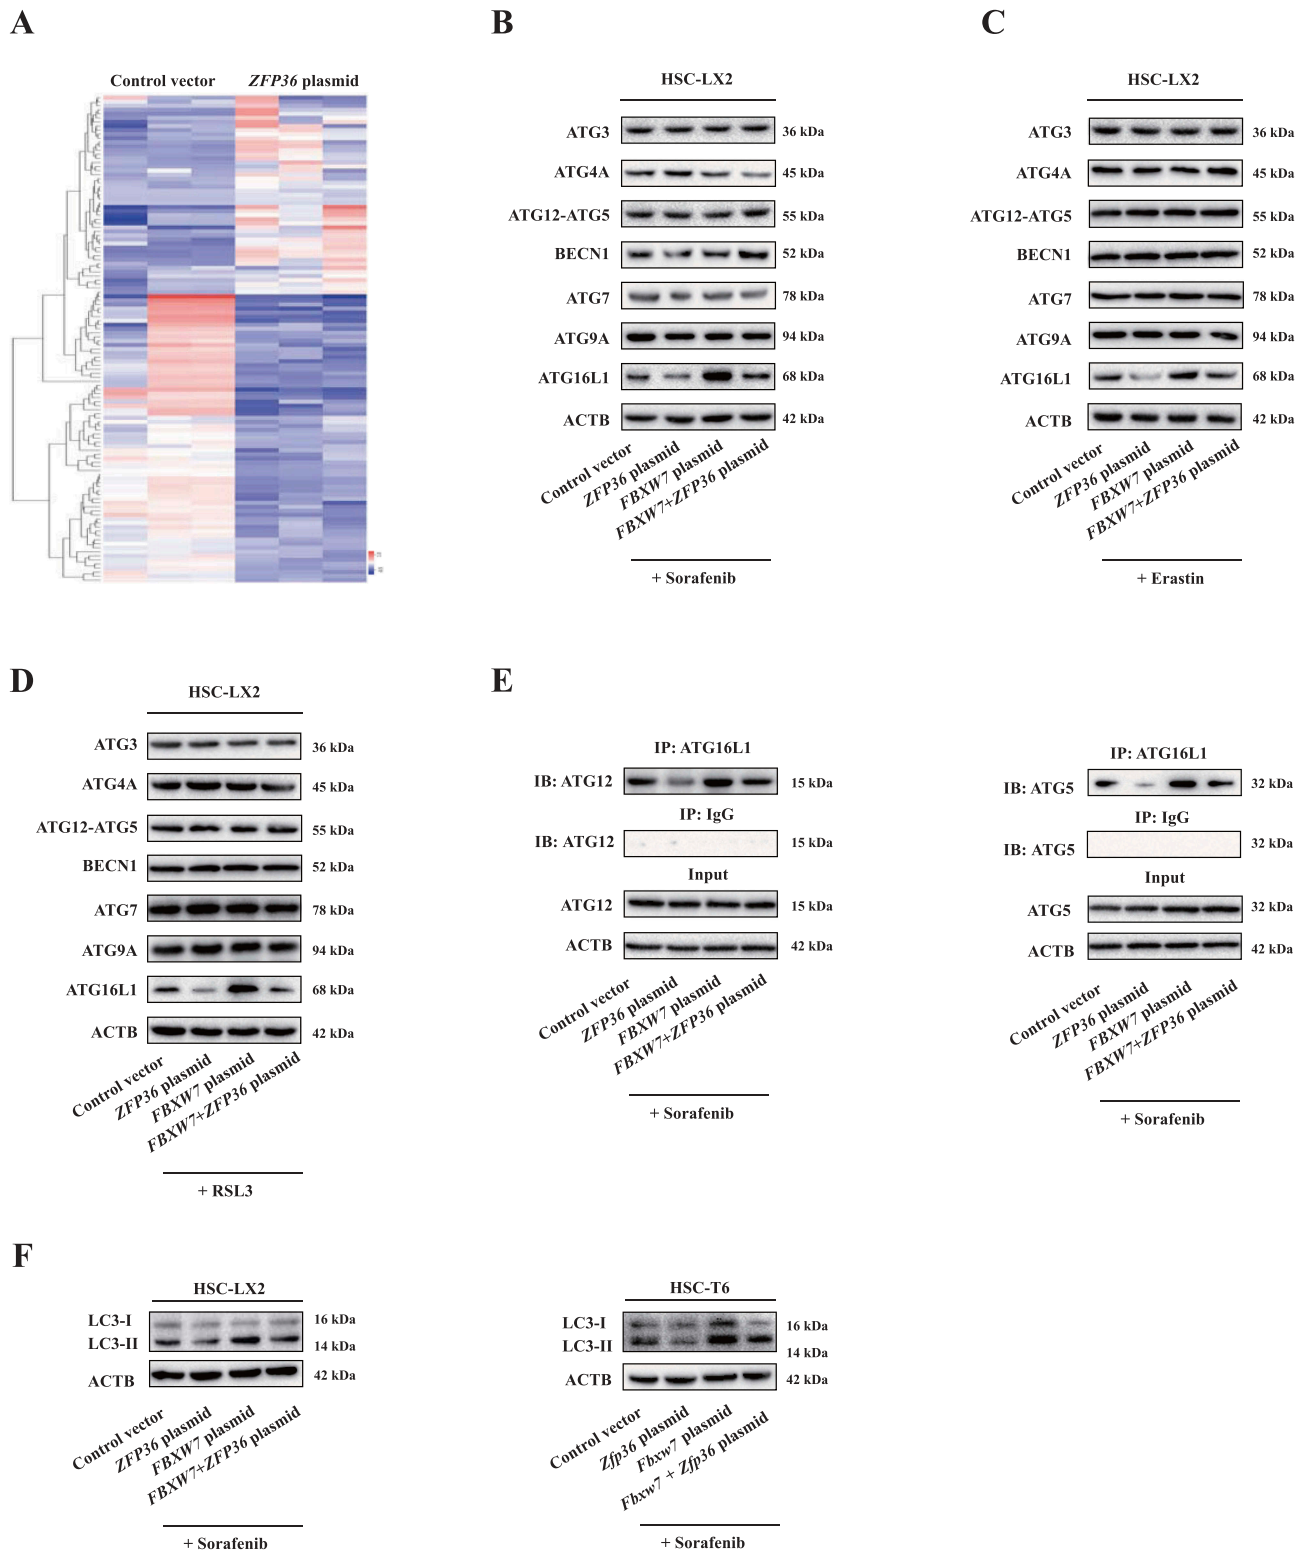 A
Control vector ZFP36 plasmid
B
HSC-LX2
ATG3 36 kDa
ATG4A 45 kDa
ATG12-ATG5 55 kDa
BECN1 52 kDa
ATG7 78 kDa
ATG9A 94 kDa
ATG16L1 68 kDa
ACTB 42 kDa
Control vector
ZFP36 plasmid
FBXW7 plasmid
FBXW7+ZFP36 plasmid
+ Sorafenib
C
HSC-LX2
ATG3 36 kDa
ATG4A 45 kDa
ATG12-ATG5 55 kDa
BECN1 52 kDa
ATG7 78 kDa
ATG9A 94 kDa
ATG16L1 68 kDa
ACTB 42 kDa
Control vector
ZFP36 plasmid
FBXW7 plasmid
FBXW7+ZFP36 plasmid
+ Erastin
D
HSC-LX2
ATG3 36 kDa
ATG4A 45 kDa
ATG12-ATG5 55 kDa
BECN1 52 kDa
ATG7 78 kDa
ATG9A 94 kDa
ATG16L1 68 kDa
ACTB 42 kDa
Control vector
ZFP36 plasmid
FBXW7 plasmid
FBXW7+ZFP36 plasmid
+ RSL3
E
IP: ATG16L1
IB: ATG12 15 kDa
IP: IgG
IB: ATG12 15 kDa
Input
ATG12 15 kDa
ACTB 42 kDa
Control vector
ZFP36 plasmid
FBXW7 plasmid
FBXW7+ZFP36 plasmid
+ Sorafenib
IP: ATG16L1
IB: ATG5 32 kDa
IP: IgG
IB: ATG5 32 kDa
Input
ATG5 32 kDa
ACTB 42 kDa
Control vector
ZFP36 plasmid
FBXW7 plasmid
FBXW7+ZFP36 plasmid
+ Sorafenib
F
HSC-LX2
LC3-I 16 kDa
LC3-II 14 kDa
ACTB 42 kDa
Control vector
ZFP36 plasmid
FBXW7 plasmid
FBXW7+ZFP36 plasmid
+ Sorafenib
HSC-T6
LC3-I 16 kDa
LC3-II 14 kDa
ACTB 42 kDa
Control vector
Zfp36 plasmid
Fbxw7 plasmid
Fbxw7 + Zfp36 plasmid
+ Sorafenib